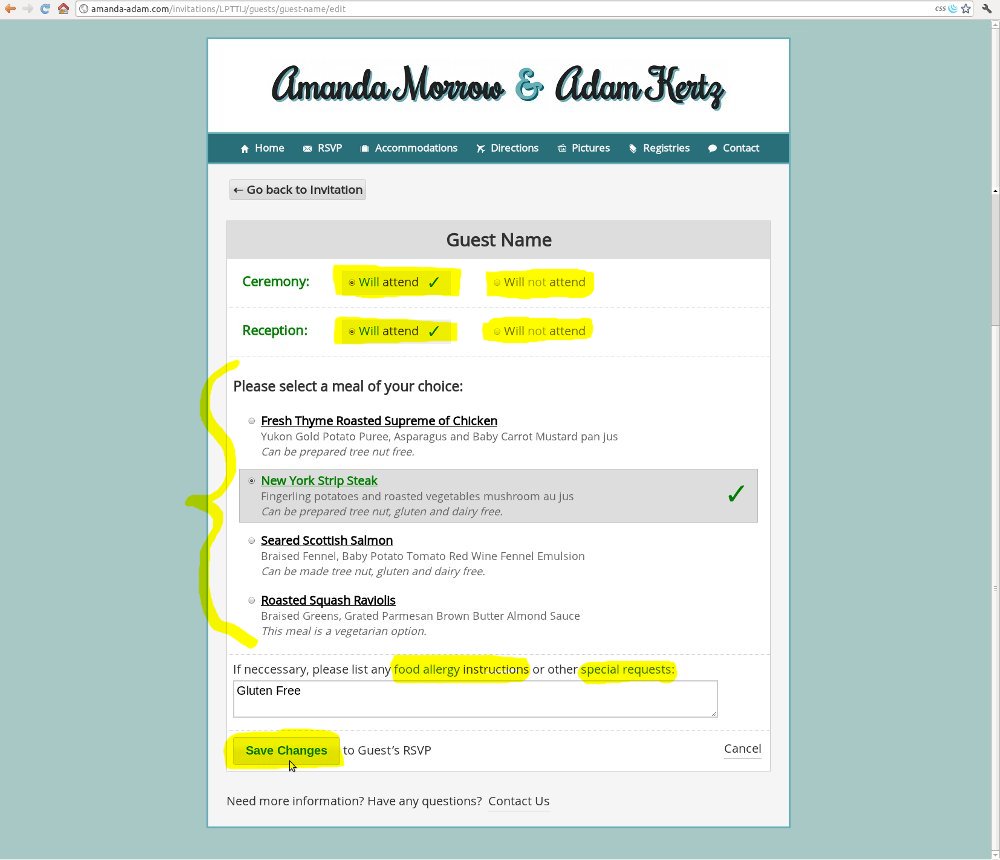 amanda-adam.com/invitations/LPTTIJ/guests/guest-name/edit
css
Amanda Morrow & Adam Kertz
Home RSVP Accommodations Directions Pictures Registries Contact
← Go back to Invitation
Guest Name
Ceremony: Will attend ✓ Will not attend
Reception: Will attend ✓ Will not attend
Please select a meal of your choice:
Fresh Thyme Roasted Supreme of Chicken
Yukon Gold Potato Puree, Asparagus and Baby Carrot Mustard pan jus
Can be prepared tree nut free.
New York Strip Steak
Fingerling potatoes and roasted vegetables mushroom au jus
Can be prepared tree nut, gluten and dairy free.
✓
Seared Scottish Salmon
Braised Fennel, Baby Potato Tomato Red Wine Fennel Emulsion
Can be made tree nut, gluten and dairy free.
Roasted Squash Raviolis
Braised Greens, Grated Parmesan Brown Butter Almond Sauce
This meal is a vegetarian option.
If neccessary, please list any food allergy instructions or other special requests:
Gluten Free
Save Changes to Guest's RSVP Cancel
Need more information? Have any questions? Contact Us